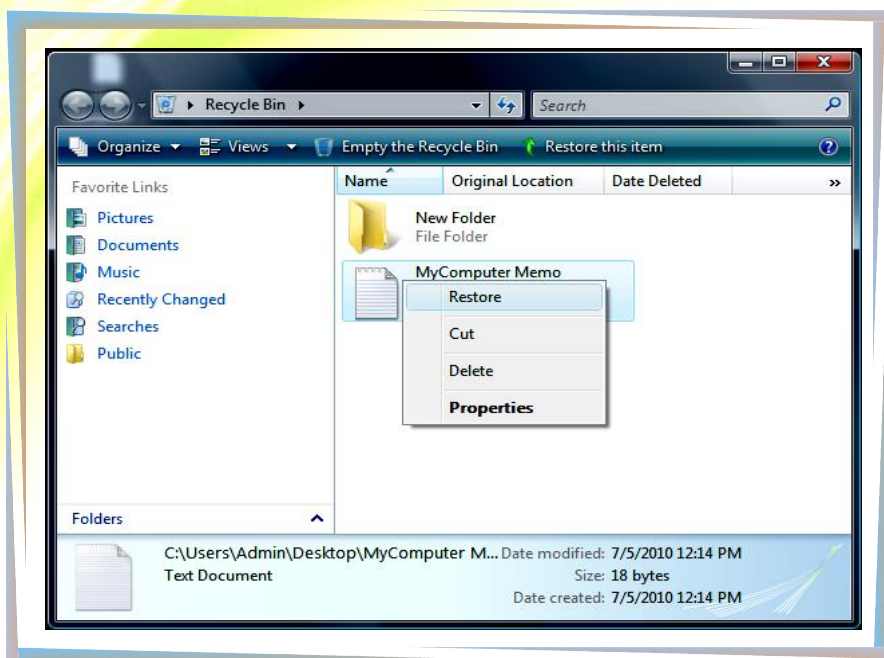 Recycle Bin
Search
Organize Views Empty the Recycle Bin Restore this item ?
Favorite Links
Pictures
Documents
Music
Recently Changed
Searches
Public
Folders
Name Original Location Date Deleted »
New Folder
File Folder
MyComputer Memo
Restore
Cut
Delete
Properties
C:\Users\Admin\Desktop\MyComputer M... Date modified: 7/5/2010 12:14 PM
Text Document Size: 18 bytes
Date created: 7/5/2010 12:14 PM